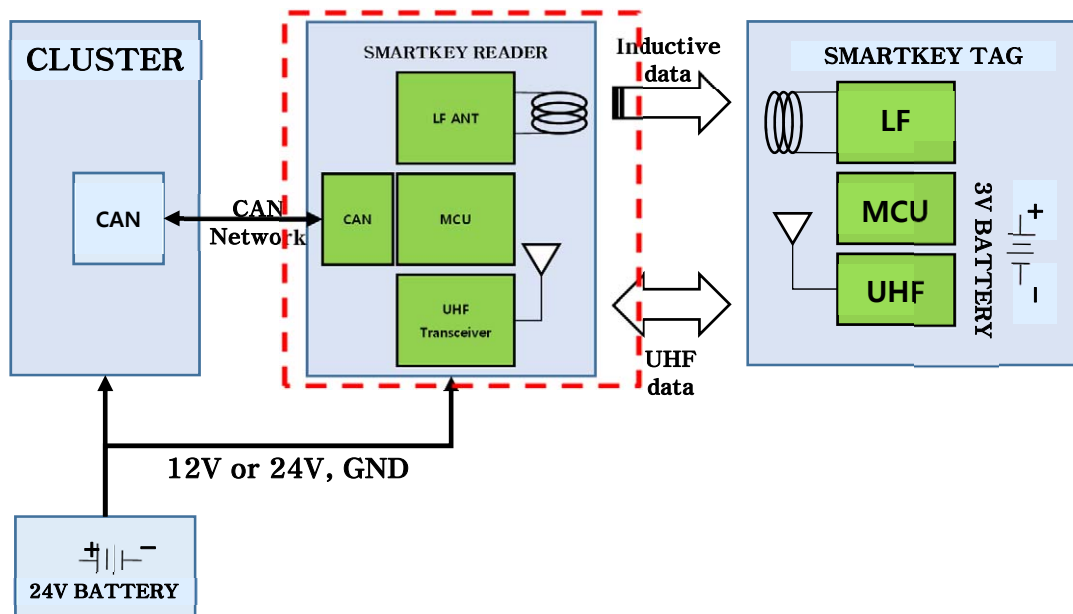 CLUSTER
CAN
CAN
Network
SMARTKEY READER
LF ANT
CAN
MCU
UHF
Transceiver
Inductive
data
UHF
data
SMARTKEY TAG
LF
MCU
UHF
3V BATTERY
+
−
12V or 24V, GND
+ −
24V BATTERY